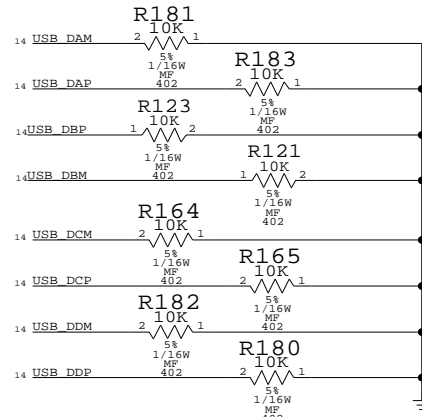 R181
10K
14 USB_DAM 2 1
5%
1/16W
MF
402
R183
10K
14 USB_DAP 2 1
5%
1/16W
MF
402
R123
10K
14 USB_DBP 1 2
5%
1/16W
MF
402
R121
10K
14USB_DBM 1 2
5%
1/16W
MF
402
R164
10K
14 USB_DCM 2 1
5%
1/16W
MF
402
R165
10K
14 USB_DCP 2 1
5%
1/16W
MF
402
R182
10K
14 USB_DDM 2 1
5%
1/16W
MF
402
R180
10K
14 USB_DDP 2 1
5%
1/16W
MF
402